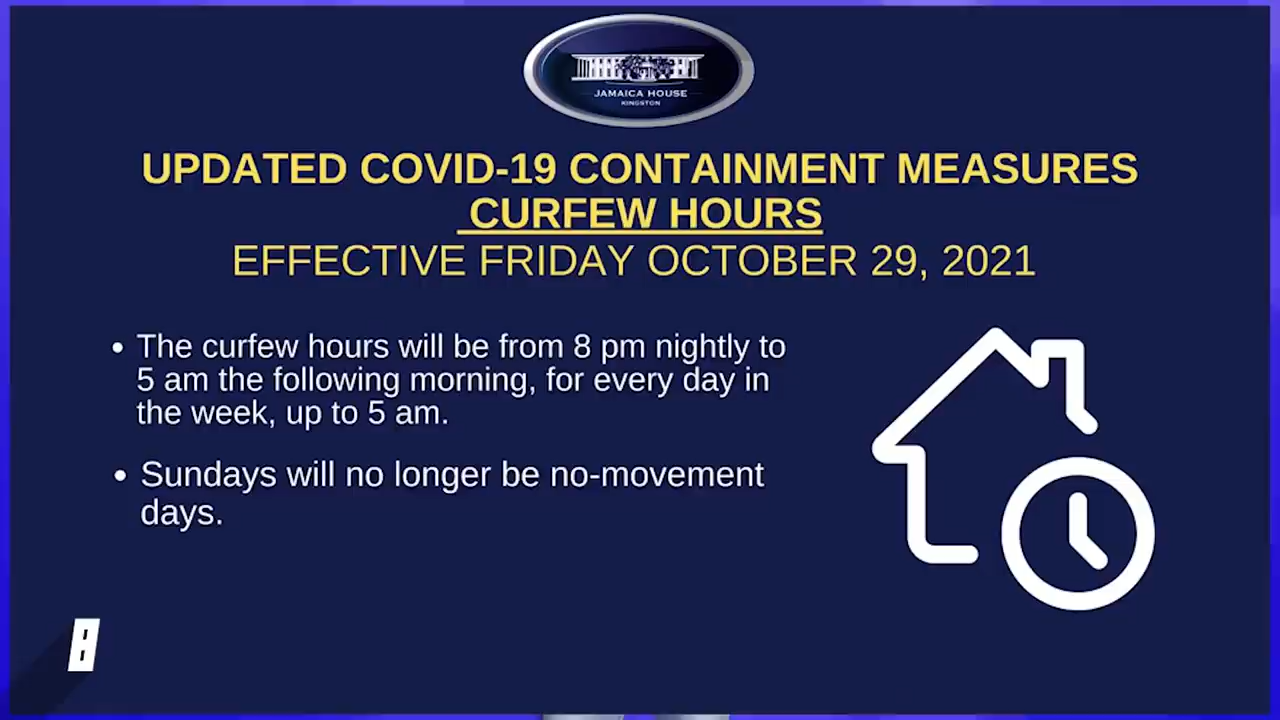 JAMAICA HOUSE
KINGSTON
UPDATED COVID-19 CONTAINMENT MEASURES
CURFEW HOURS
EFFECTIVE FRIDAY OCTOBER 29, 2021
• The curfew hours will be from 8 pm nightly to
5 am the following morning, for every day in
the week, up to 5 am.
• Sundays will no longer be no-movement
days.
8